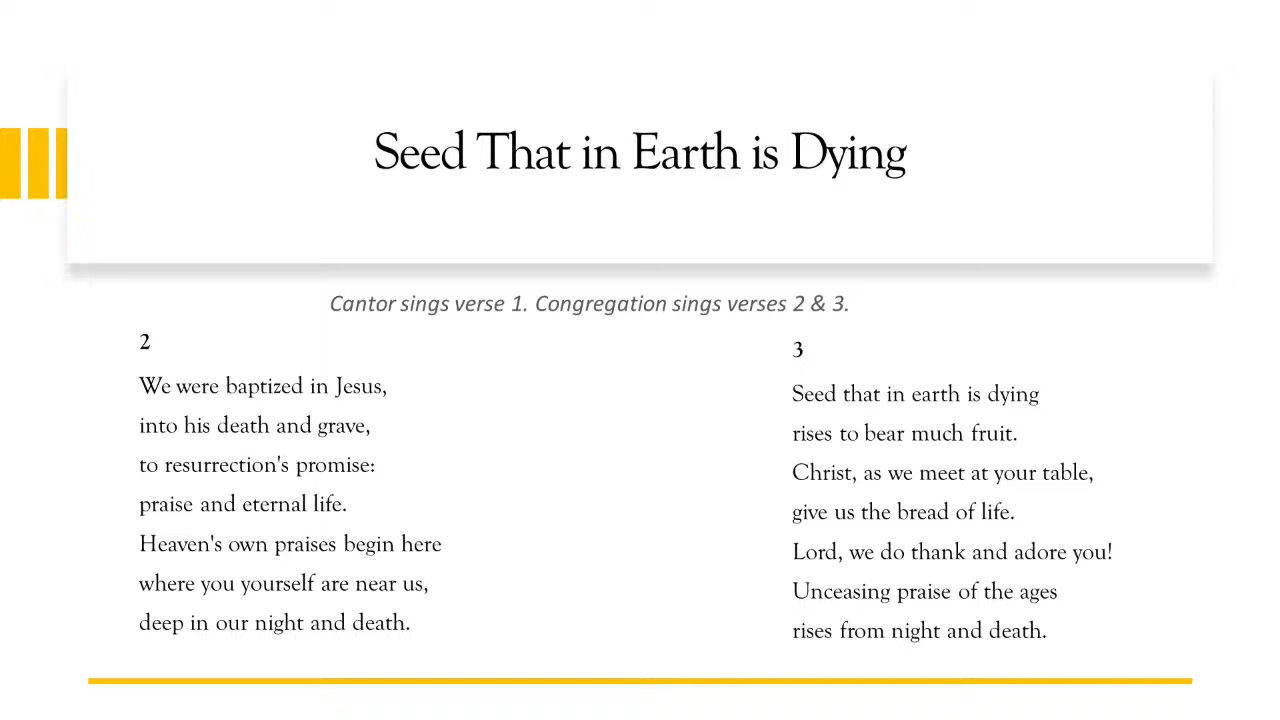 Seed That in Earth is Dying
Cantor sings verse 1. Congregation sings verses 2 & 3.
2
We were baptized in Jesus,
into his death and grave,
to resurrection's promise:
praise and eternal life.
Heaven's own praises begin here
where you yourself are near us,
deep in our night and death.
3
Seed that in earth is dying
rises to bear much fruit.
Christ, as we meet at your table,
give us the bread of life.
Lord, we do thank and adore you!
Unceasing praise of the ages
rises from night and death.